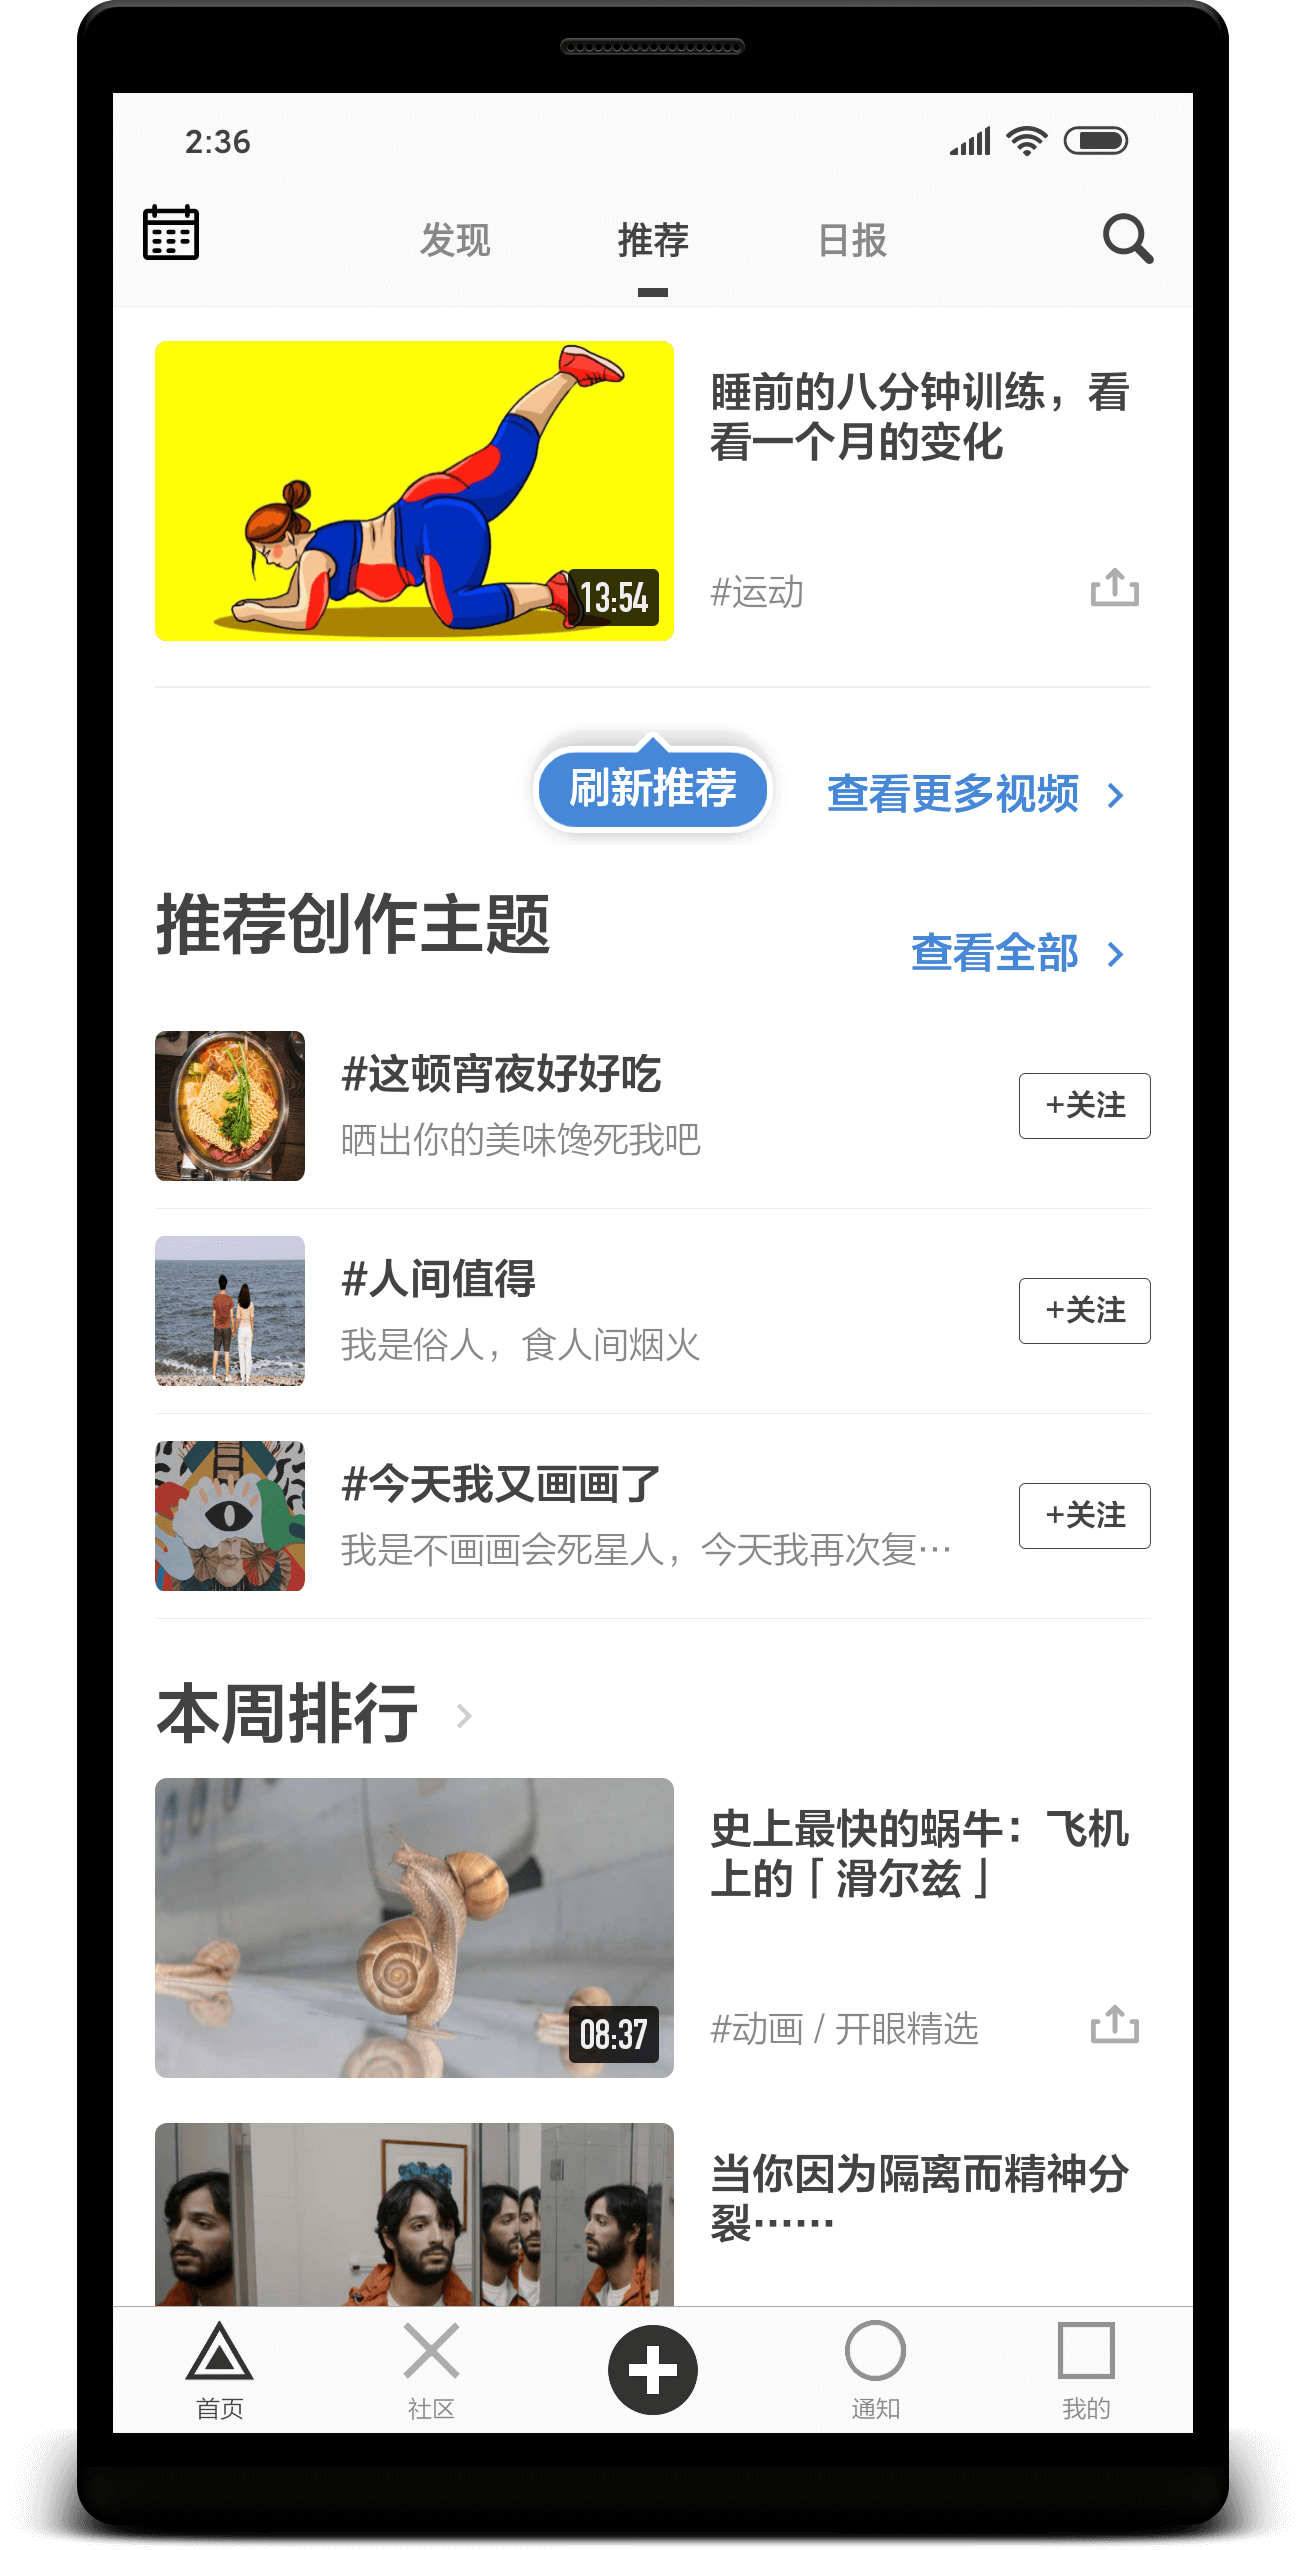 2:36
发现
推荐
日报
睡前的八分钟训练，看
看一个月的变化
13:54
#运动
刷新推荐
查看更多视频
推荐创作主题
查看全部
#这顿宵夜好好吃
晒出你的美味馋死我吧
+关注
#人间值得
我是俗人，食人间烟火
+关注
#今天我又画画了
我是不画画会死星人，今天我再次复…
+关注
本周排行
史上最快的蜗牛：飞机
上的「滑尔兹」
08:37
#动画 / 开眼精选
当你因为隔离而精神分
裂……
首页
社区
通知
我的